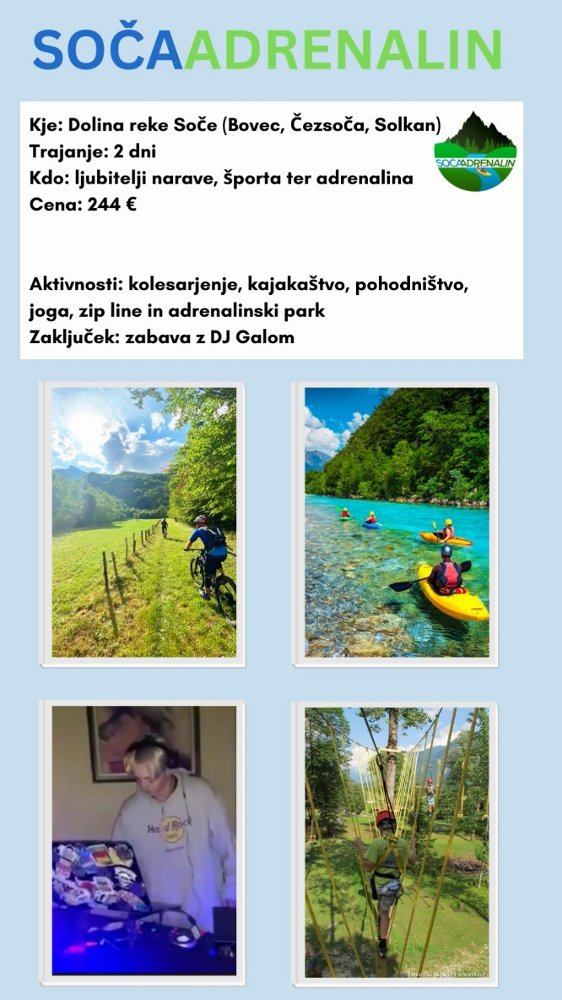 SOČAADRENALIN
Kje: Dolina reke Soče (Bovec, Čezsoča, Solkan)
Trajanje: 2 dni
Kdo: ljubitelji narave, športa ter adrenalina
Cena: 244 €
SOČAADRENALIN
Aktivnosti: kolesarjenje, kajakaštvo, pohodništvo,
joga, zip line in adrenalinski park
Zaključek: zabava z DJ Galom
Hard Rock
bovec sport center